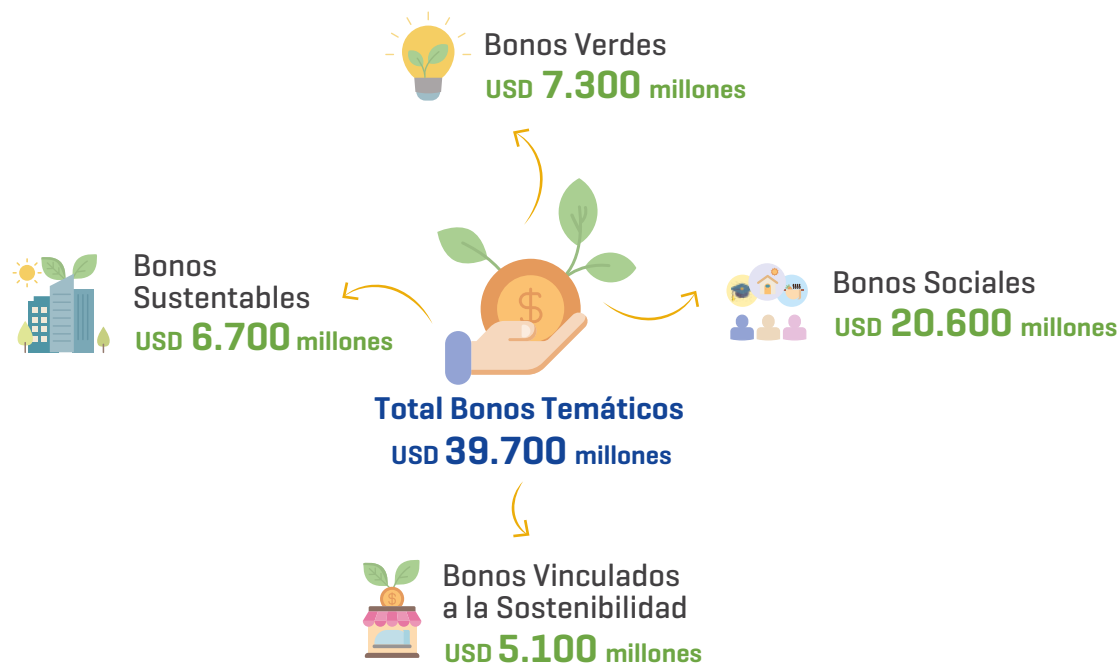 Bonos Verdes
USD 7.300 millones
Bonos
Sustentables
USD 6.700 millones
Bonos Sociales
USD 20.600 millones
Total Bonos Temáticos
USD 39.700 millones
Bonos Vinculados
a la Sostenibilidad
USD 5.100 millones